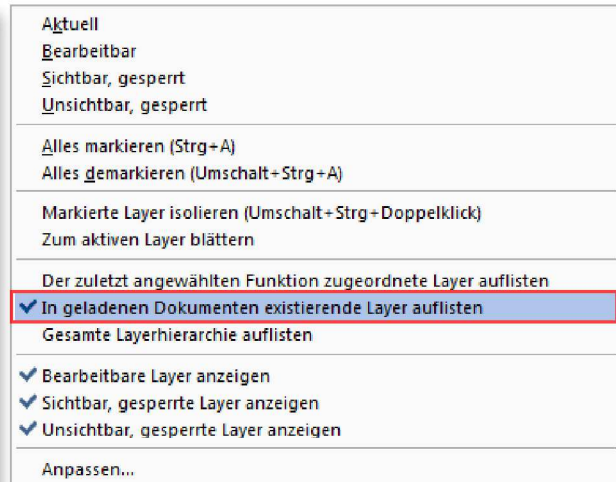 Aktuell
Bearbeitbar
Sichtbar, gesperrt
Unsichtbar, gesperrt
Alles markieren (Strg+A)
Alles demarkieren (Umschalt+Strg+A)
Markierte Layer isolieren (Umschalt+Strg+Doppelklick)
Zum aktiven Layer blättern
Der zuletzt angewählten Funktion zugeordnete Layer auflisten
In geladenen Dokumenten existierende Layer auflisten
Gesamte Layerhierarchie auflisten
Bearbeitbare Layer anzeigen
Sichtbar, gesperrte Layer anzeigen
Unsichtbar, gesperrte Layer anzeigen
Anpassen...